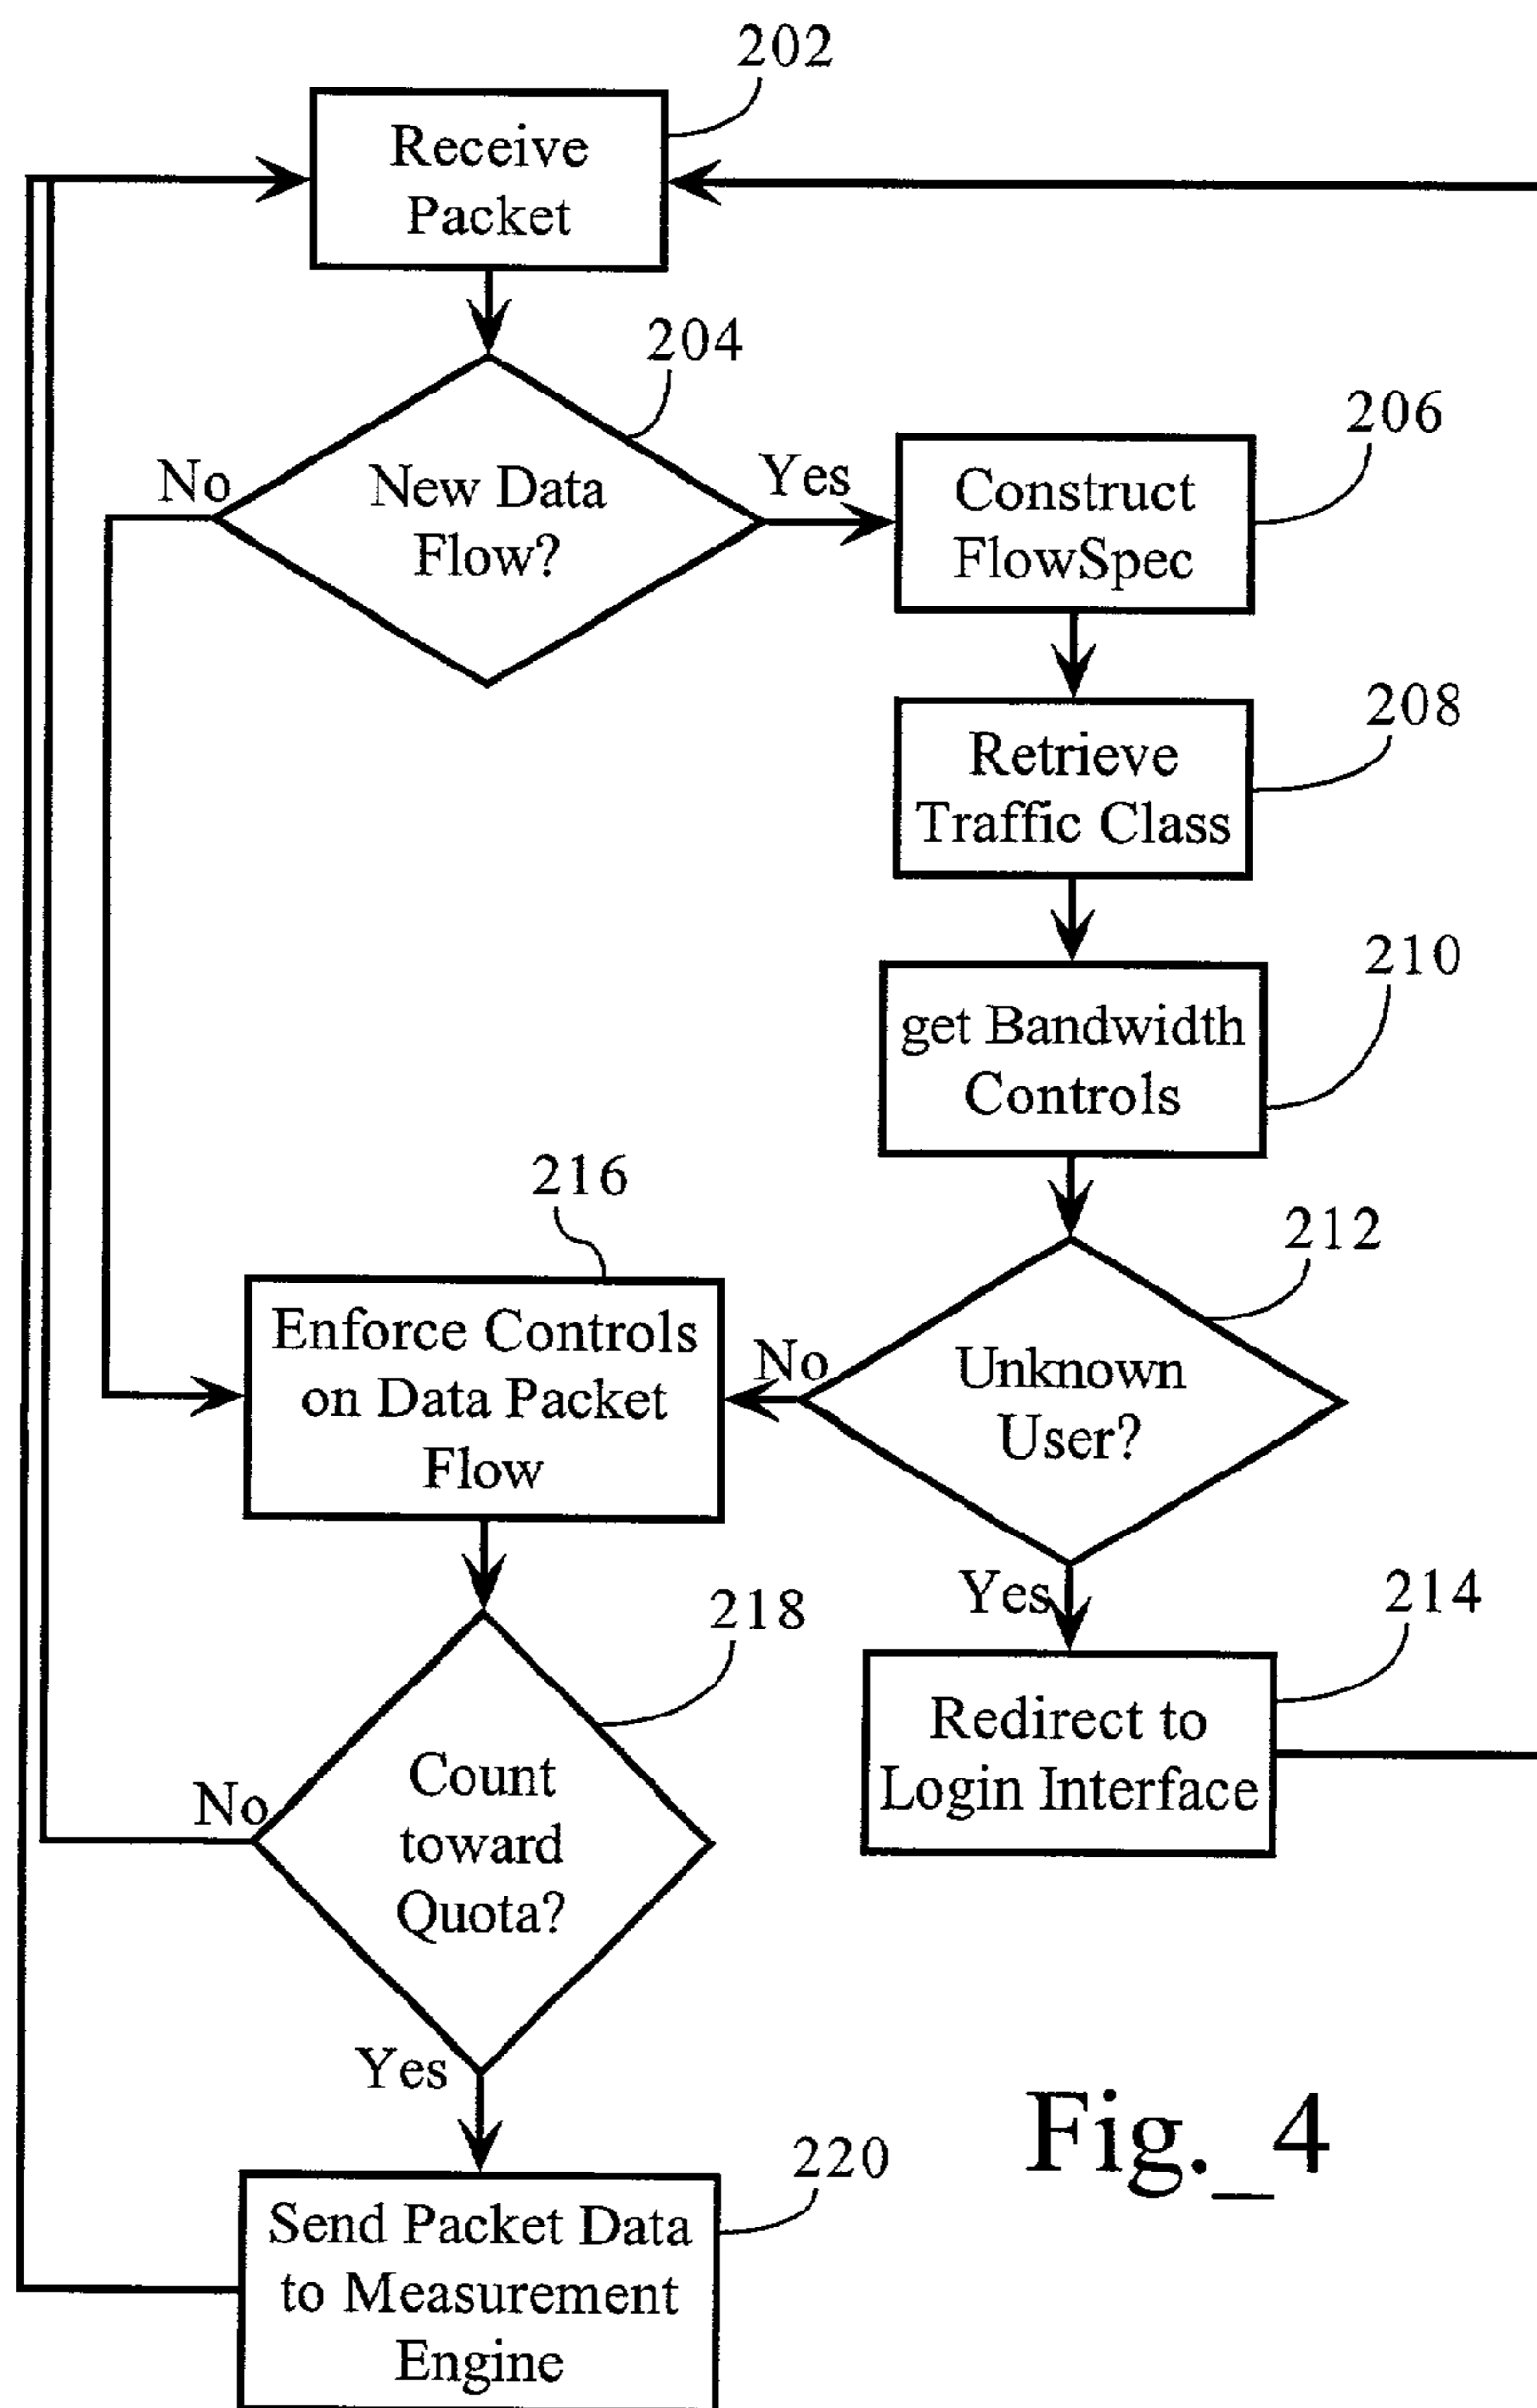 202
Receive
Packet
204
No
New Data
Flow?
Yes
206
Construct
FlowSpec
208
Retrieve
Traffic Class
210
get Bandwidth
Controls
216
212
Enforce Controls
on Data Packet
Flow
No
Unknown
User?
Yes
218
214
Redirect to
Login Interface
No
Count
toward
Quota?
Yes
220
Send Packet Data
to Measurement
Engine
Fig._4